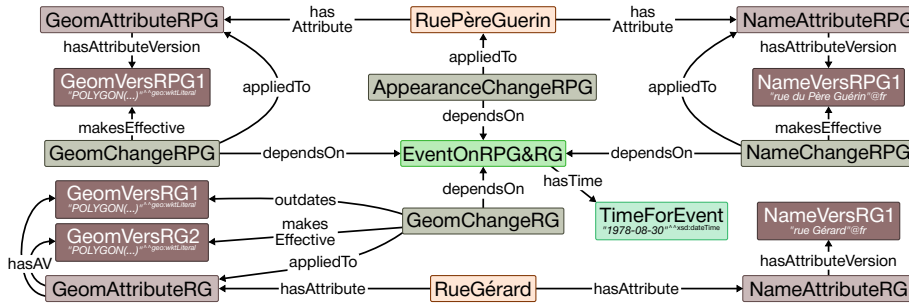 GeomAttributeRPG
has
Attribute
RuePèreGuerin
has
Attribute
NameAttributeRPG
hasAttributeVersion
appliedTo
hasAttributeVersion
GeomVersRPG1
"POLYGON(...)"^^geo:wktLiteral
appliedTo
AppearanceChangeRPG
appliedTo
NameVersRPG1
"rue du Père Guérin"@fr
makesEffective
dependsOn
makesEffective
GeomChangeRPG
dependsOn
EventOnRPG&RG
dependsOn
NameChangeRPG
GeomVersRG1
"POLYGON(...)"^^geo:wktLiteral
outdates
dependsOn
hasTime
GeomChangeRG
TimeForEvent
"1978-08-30"^^xsd:dateTime
NameVersRG1
"rue Gérard"@fr
GeomVersRG2
"POLYGON(...)"^^geo:wktLiteral
makes
Effective
hasAV
appliedTo
hasAttributeVersion
GeomAttributeRG
hasAttribute
RueGérard
hasAttribute
NameAttributeRG